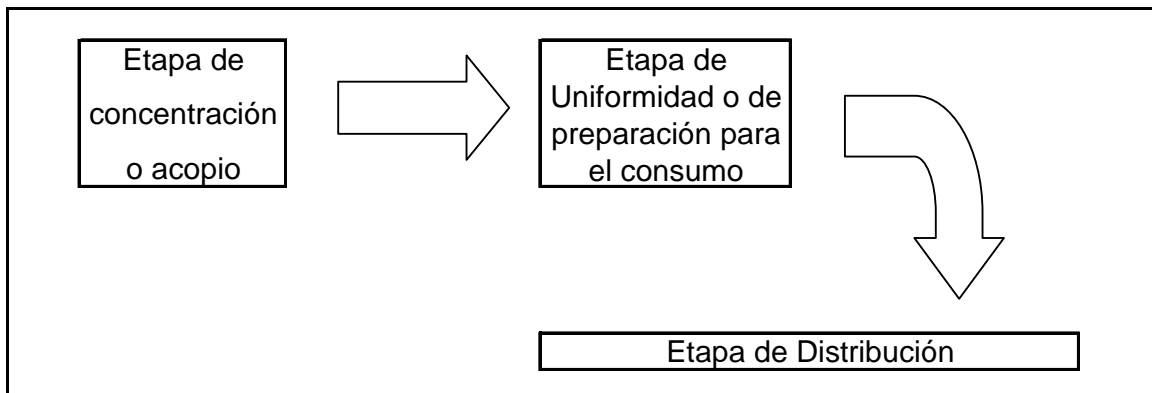 Etapa de
concentración
o acopio
Etapa de
Uniformidad o de
preparación para
el consumo
Etapa de Distribución